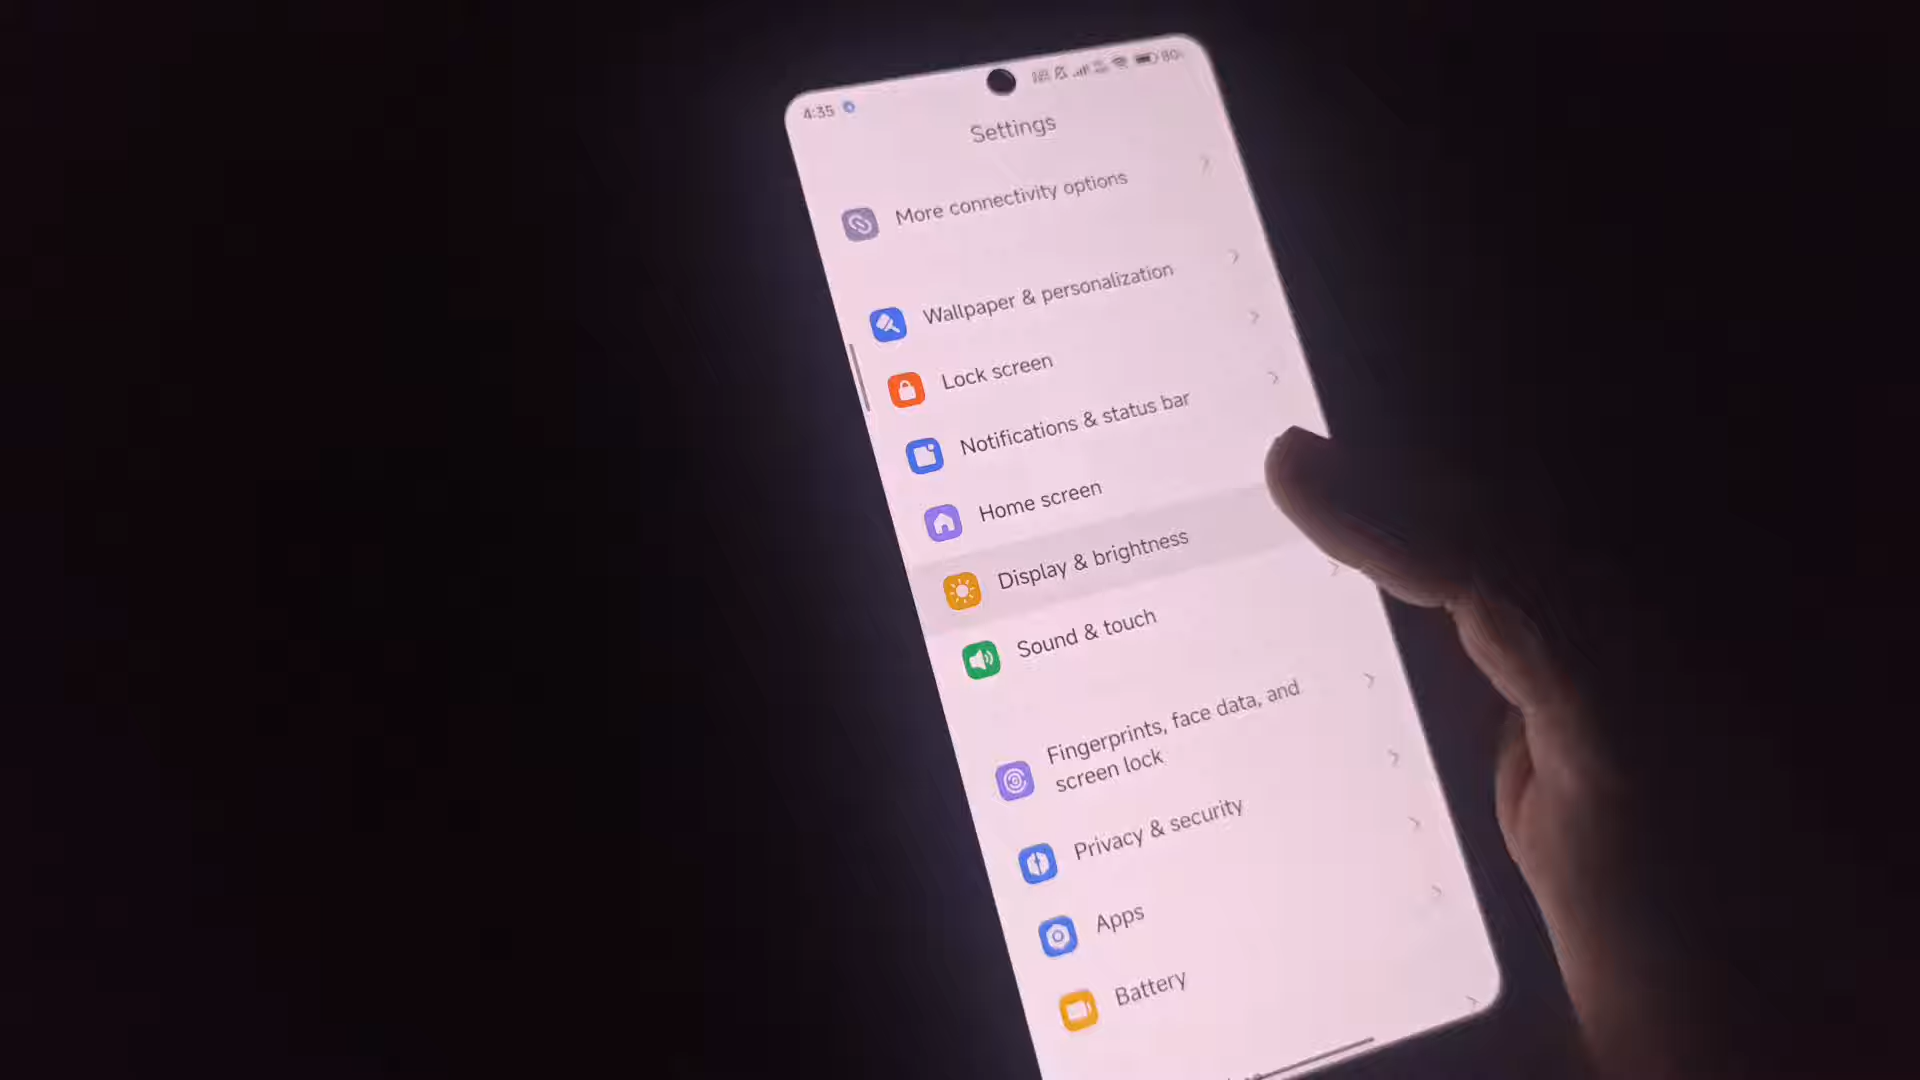 4:35
80
Settings
More connectivity options
Wallpaper & personalization
Lock screen
Notifications & status bar
Home screen
Display & brightness
Sound & touch
Fingerprints, face data, and
screen lock
Privacy & security
Apps
Battery